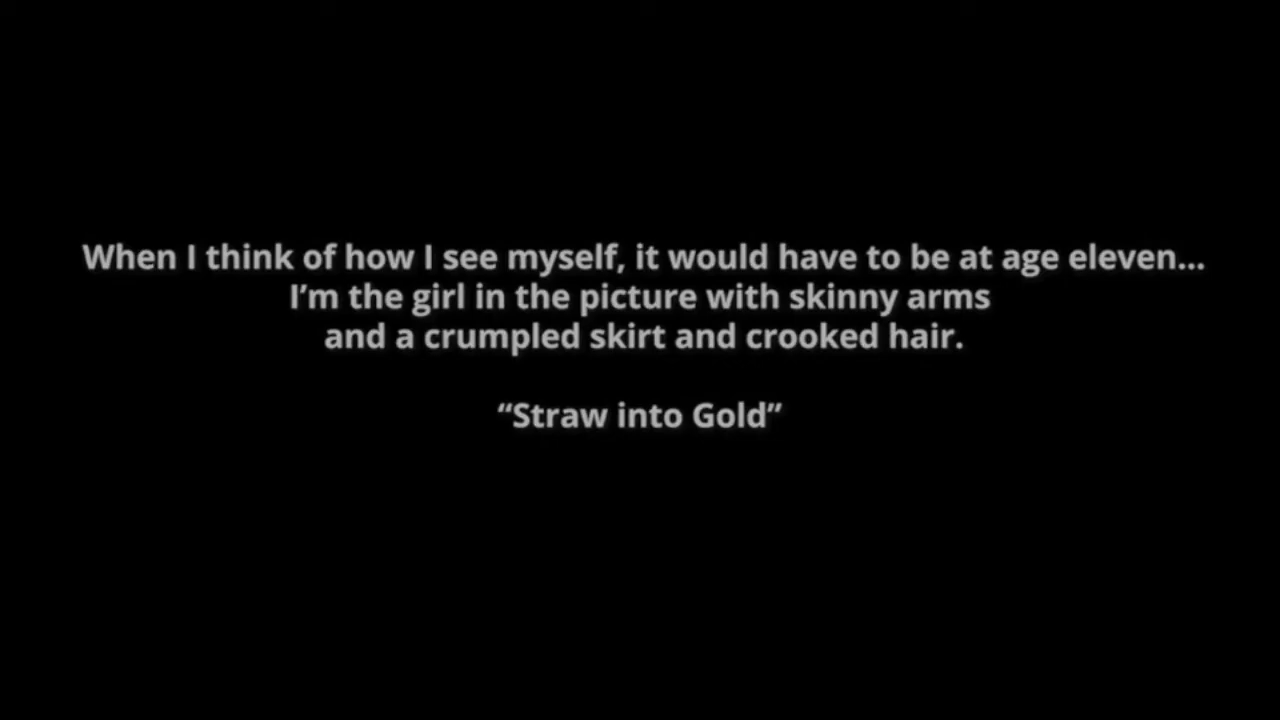 When I think of how I see myself, it would have to be at age eleven...
I’m the girl in the picture with skinny arms
and a crumpled skirt and crooked hair.
“Straw into Gold”